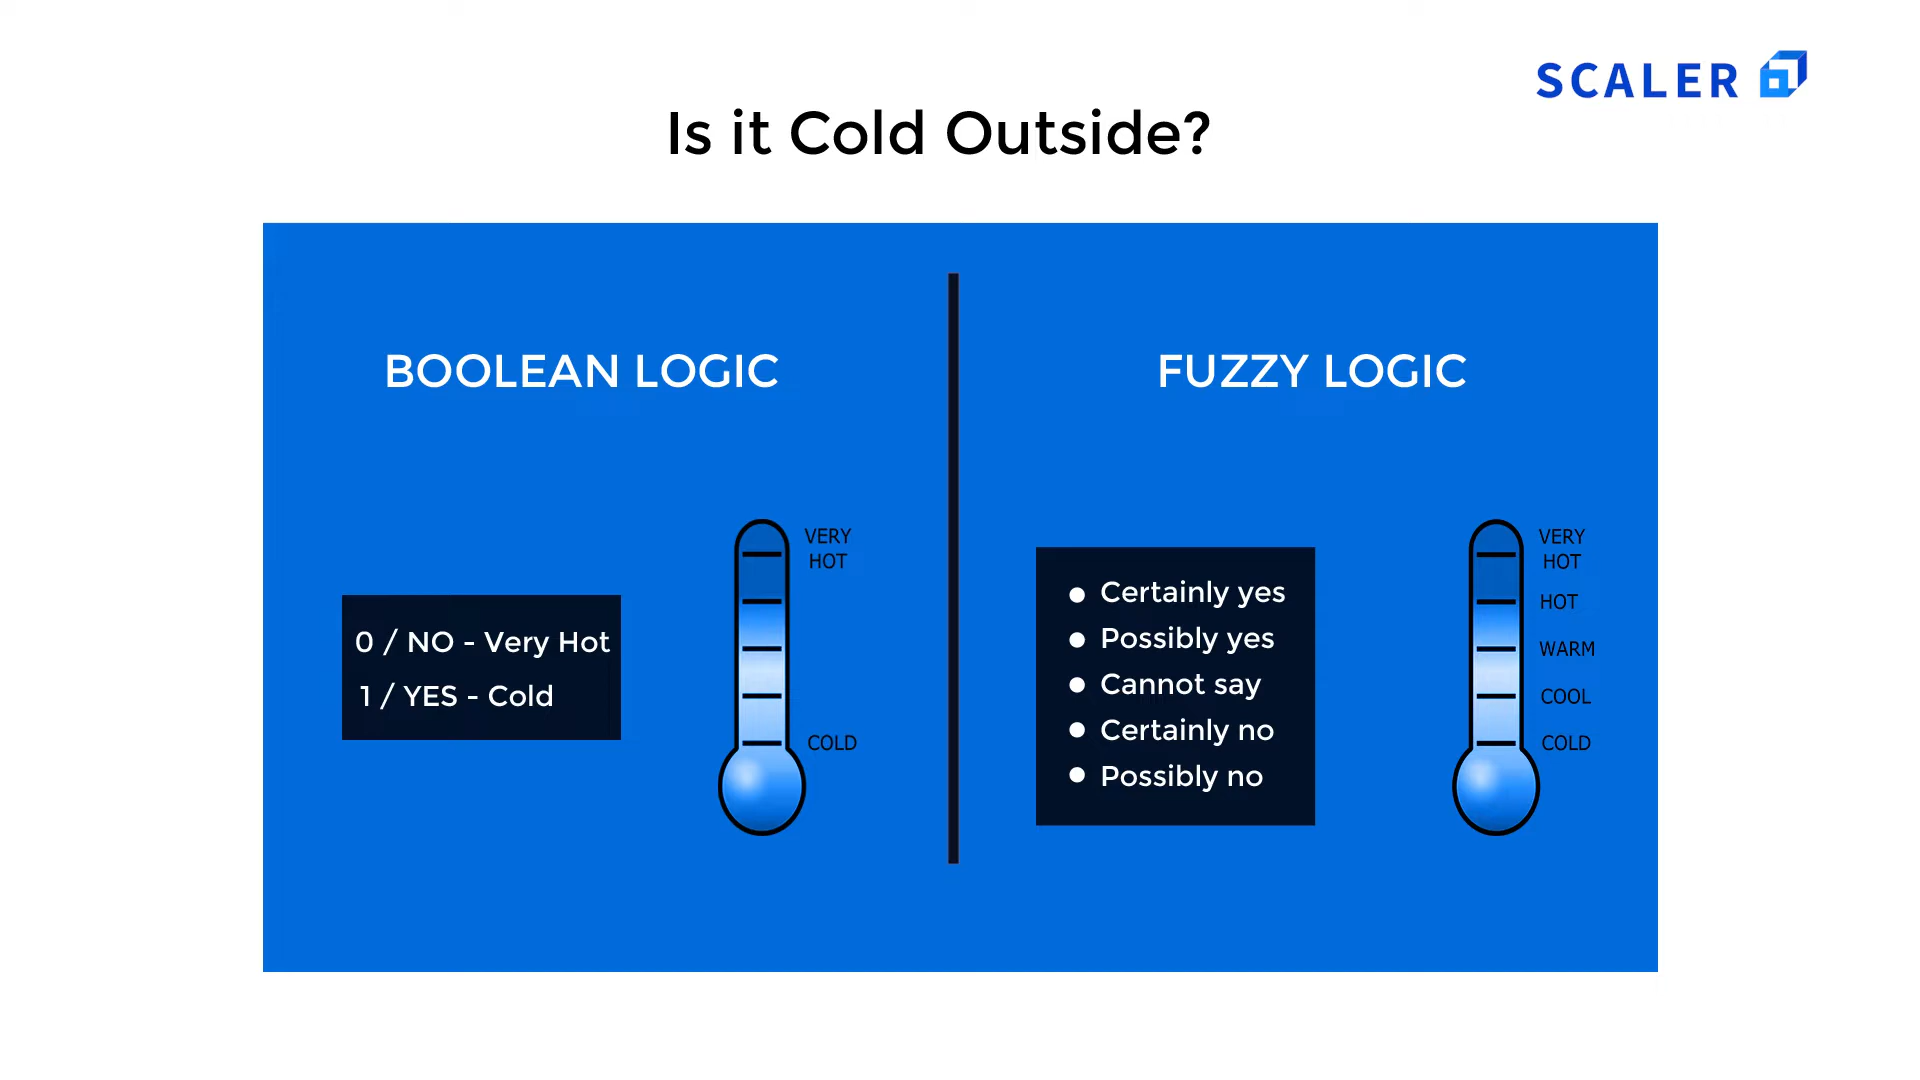 SCALER
Is it Cold Outside?
BOOLEAN LOGIC
0 / NO - Very Hot
1 / YES - Cold
VERY
HOT
COLD
FUZZY LOGIC
Certainly yes
Possibly yes
Cannot say
Certainly no
Possibly no
VERY
HOT
HOT
WARM
COOL
COLD